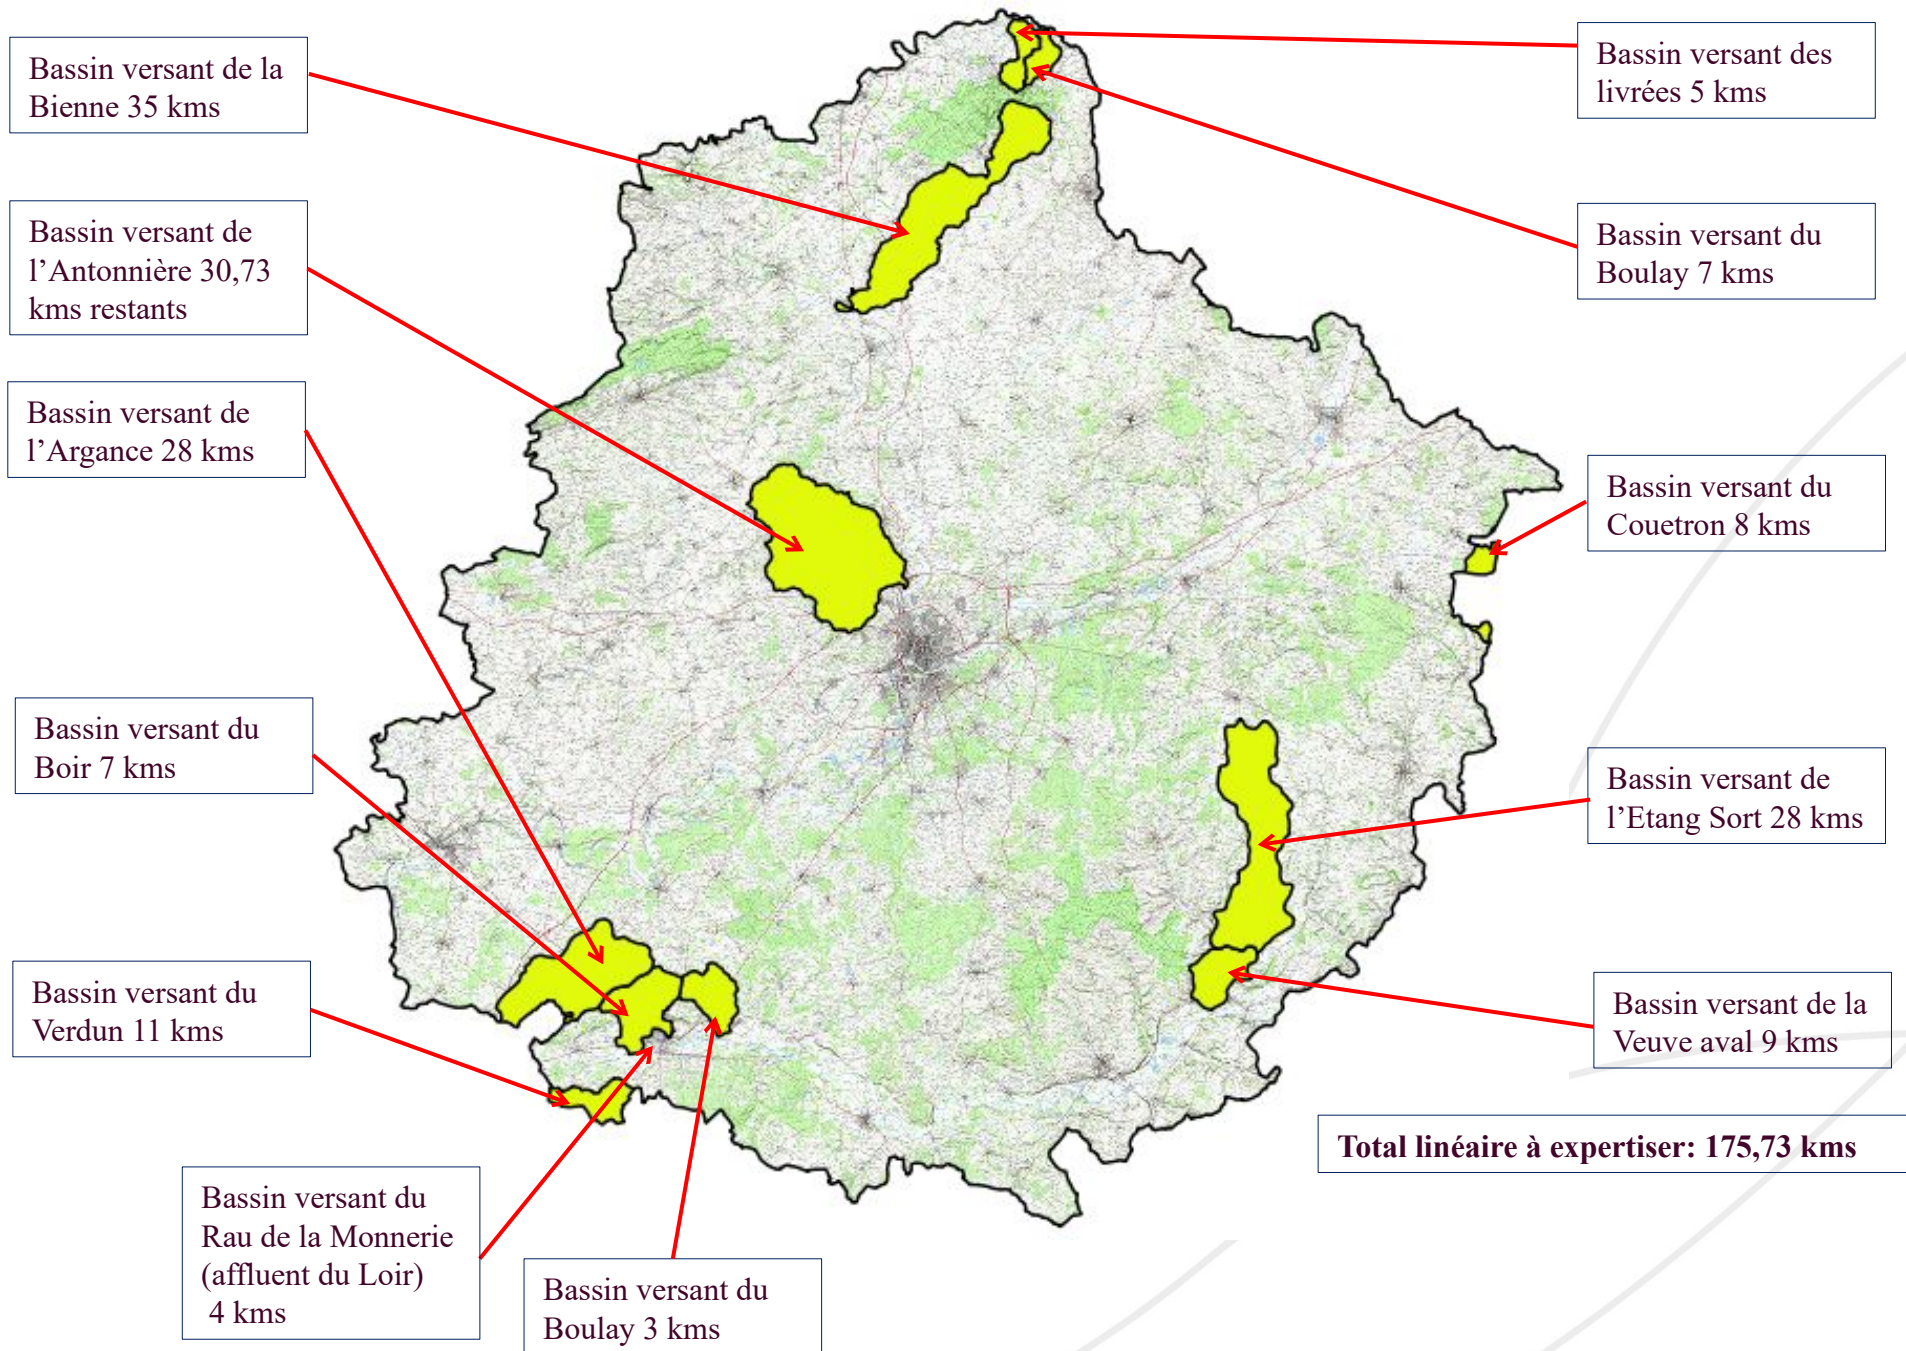 Bassin versant de la
Bienne 35 kms
Bassin versant de
l’Antonnière 30,73
kms restants
Bassin versant de
l’Argance 28 kms
Bassin versant du
Boir 7 kms
Bassin versant du
Verdun 11 kms
Bassin versant du
Rau de la Monnerie
(affluent du Loir)
4 kms
Bassin versant du
Boulay 3 kms
Bassin versant des
livrées 5 kms
Bassin versant du
Boulay 7 kms
Bassin versant du
Couetron 8 kms
Bassin versant de
l’Etang Sort 28 kms
Bassin versant de la
Veuve aval 9 kms
Total linéaire à expertiser: 175,73 kms